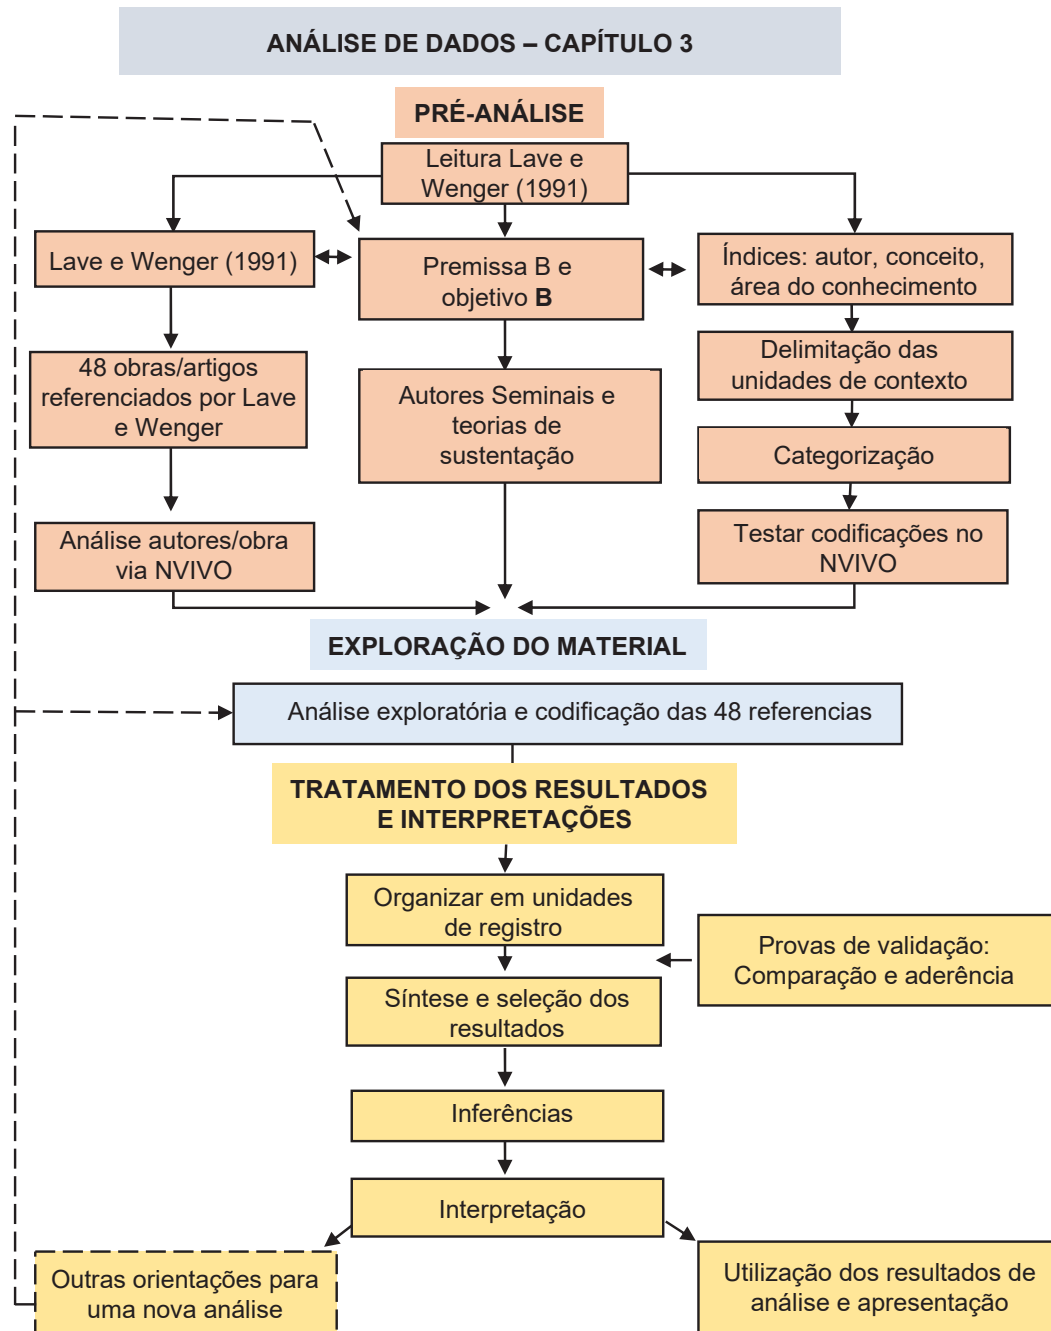 ANÁLISE DE DADOS – CAPÍTULO 3
PRÉ-ANÁLISE
Leitura Lave e
Wenger (1991)
Lave e Wenger (1991)
Premissa B e
objetivo B
Índices: autor, conceito,
área do conhecimento
48 obras/artigos
referenciados por Lave
e Wenger
Autores Seminais e
teorias de
sustentação
Delimitação das
unidades de contexto
Categorização
Análise autores/obra
via NVIVO
Testar codificações no
NVIVO
EXPLORAÇÃO DO MATERIAL
Análise exploratória e codificação das 48 referencias
TRATAMENTO DOS RESULTADOS
E INTERPRETAÇÕES
Organizar em unidades
de registro
Provas de validação:
Comparação e aderência
Síntese e seleção dos
resultados
Inferências
Interpretação
Outras orientações para
uma nova análise
Utilização dos resultados de
análise e apresentação